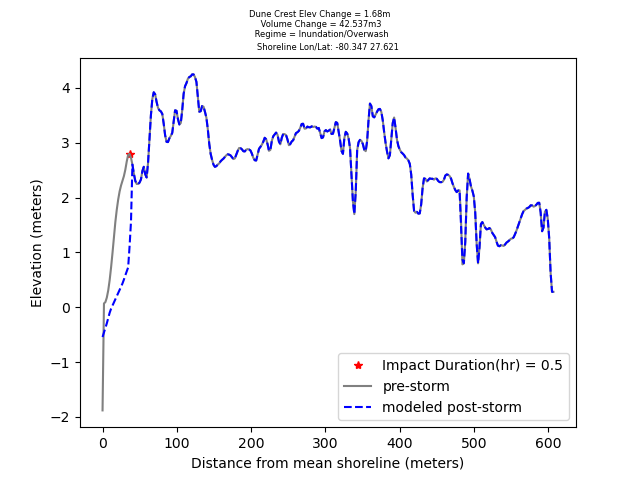 Dune Crest Elev Change = 1.68m
Volume Change = 42.537m3
Regime = Inundation/Overwash
Shoreline Lon/Lat: -80.347 27.621
4
3
2
1
0
−1
−2
Elevation (meters)
Impact Duration(hr) = 0.5
pre-storm
modeled post-storm
0 100 200 300 400 500 600
Distance from mean shoreline (meters)